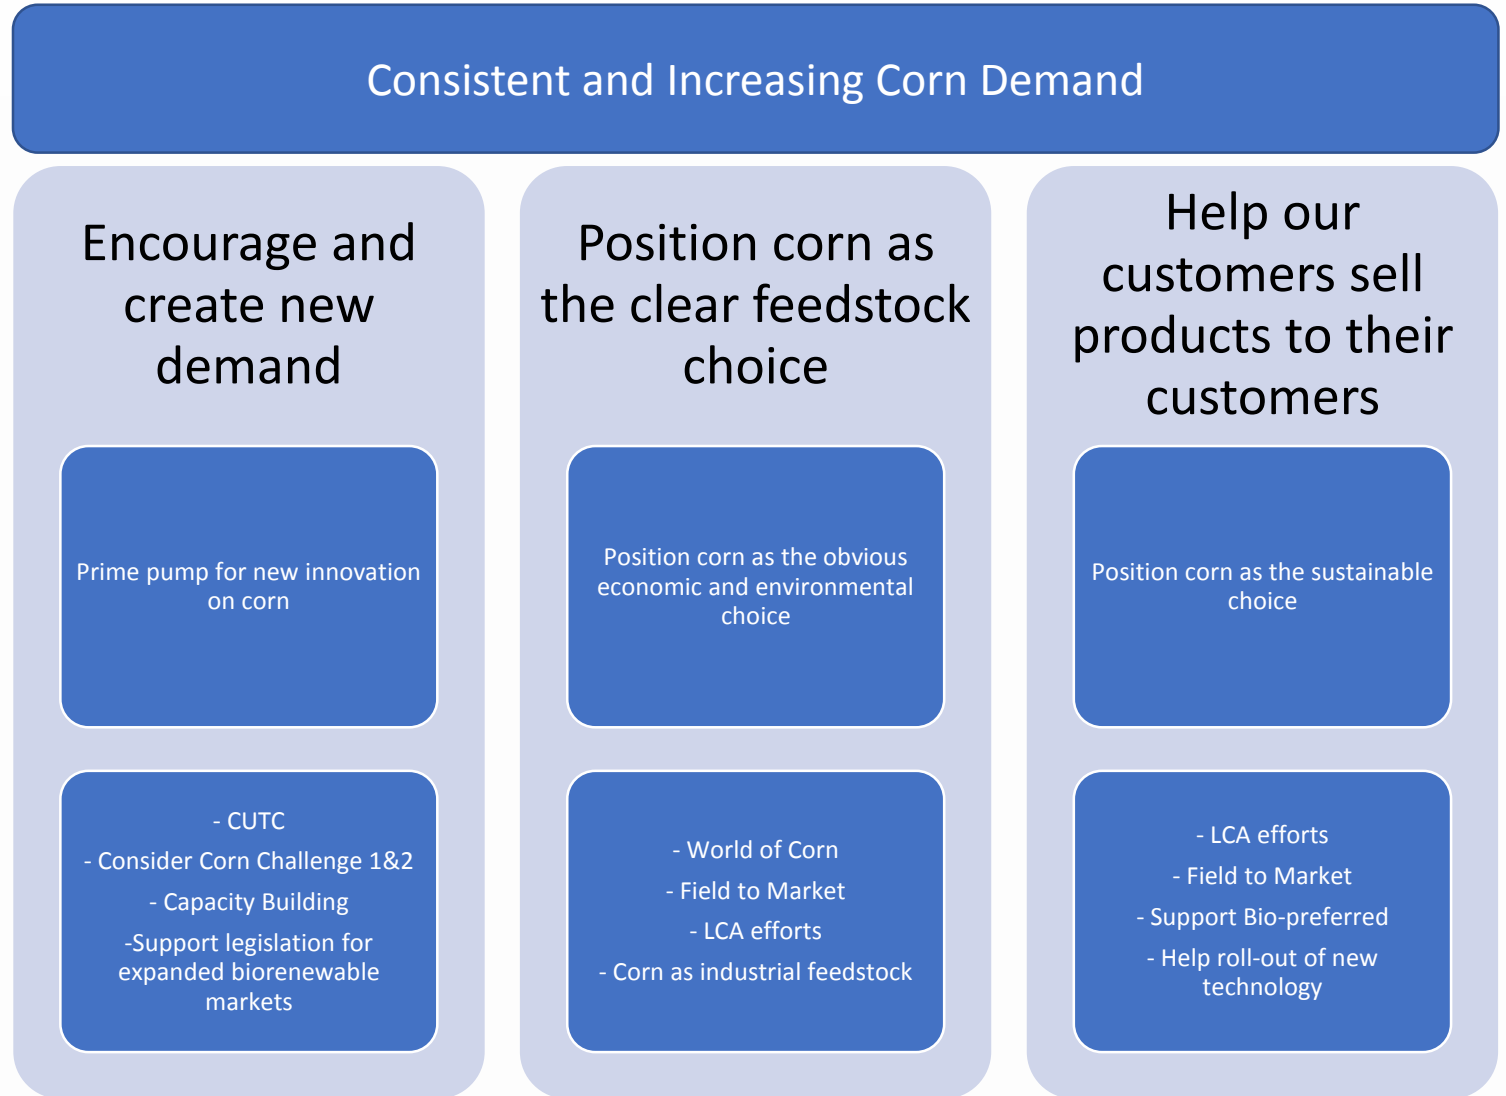 Consistent and Increasing Corn Demand
Encourage and
create new
demand
Prime pump for new innovation
on corn
- CUTC
- Consider Corn Challenge 1&2
- Capacity Building
-Support legislation for
expanded biorenewable
markets
Position corn as
the clear feedstock
choice
Position corn as the obvious
economic and environmental
choice
- World of Corn
- Field to Market
- LCA efforts
- Corn as industrial feedstock
Help our
customers sell
products to their
customers
Position corn as the sustainable
choice
- LCA efforts
- Field to Market
- Support Bio-preferred
- Help roll-out of new
technology